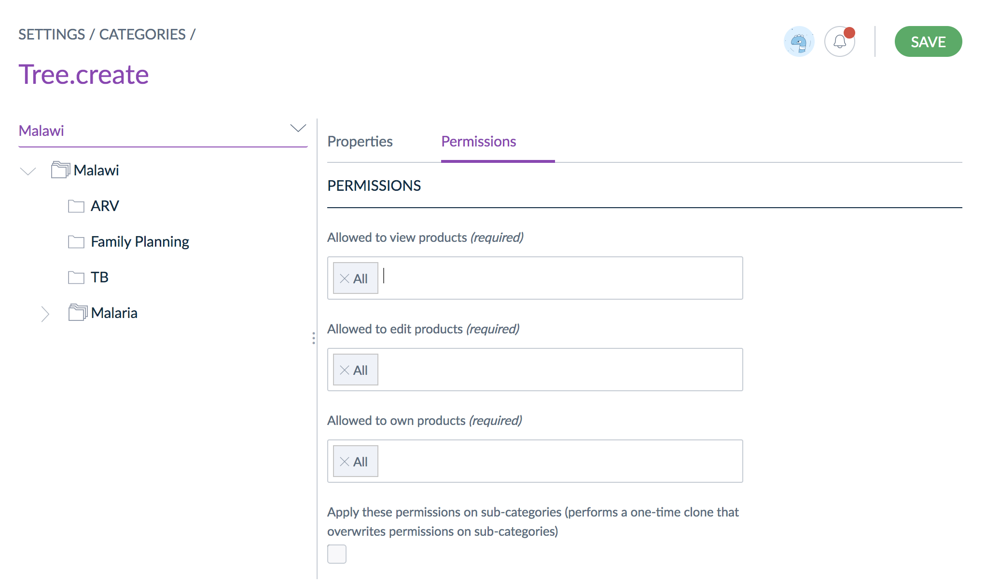 SETTINGS / CATEGORIES /
SAVE
Tree.create
Malawi
Malawi
ARV
Family Planning
TB
Malaria
Properties
Permissions
PERMISSIONS
Allowed to view products (required)
All
Allowed to edit products (required)
All
Allowed to own products (required)
All
Apply these permissions on sub-categories (performs a one-time clone that
overwrites permissions on sub-categories)